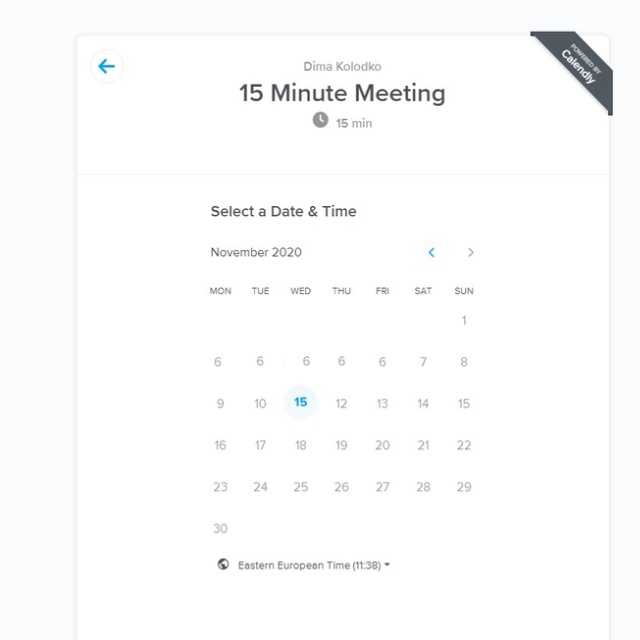 POWERED BY
Calendly
Dima Kolodko
15 Minute Meeting
15 min
Select a Date & Time
November 2020
MON TUE WED THU FRI SAT SUN
1
6 6 6 6 6 7 8
9 10 15 12 13 14 15
16 17 18 19 20 21 22
23 24 25 26 27 28 29
30
Eastern European Time (11:38)